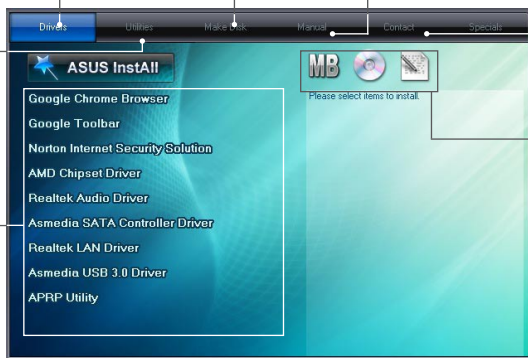 Drivers Utilities Make Disk Manual Contact Specials
ASUS InstAll
MB
Please select items to install.
Google Chrome Browser
Google Toolbar
Norton Internet Security Solution
AMD Chipset Driver
Realtek Audio Driver
Asmedia SATA Controller Driver
Realtek LAN Driver
Asmedia USB 3.0 Driver
APRP Utility